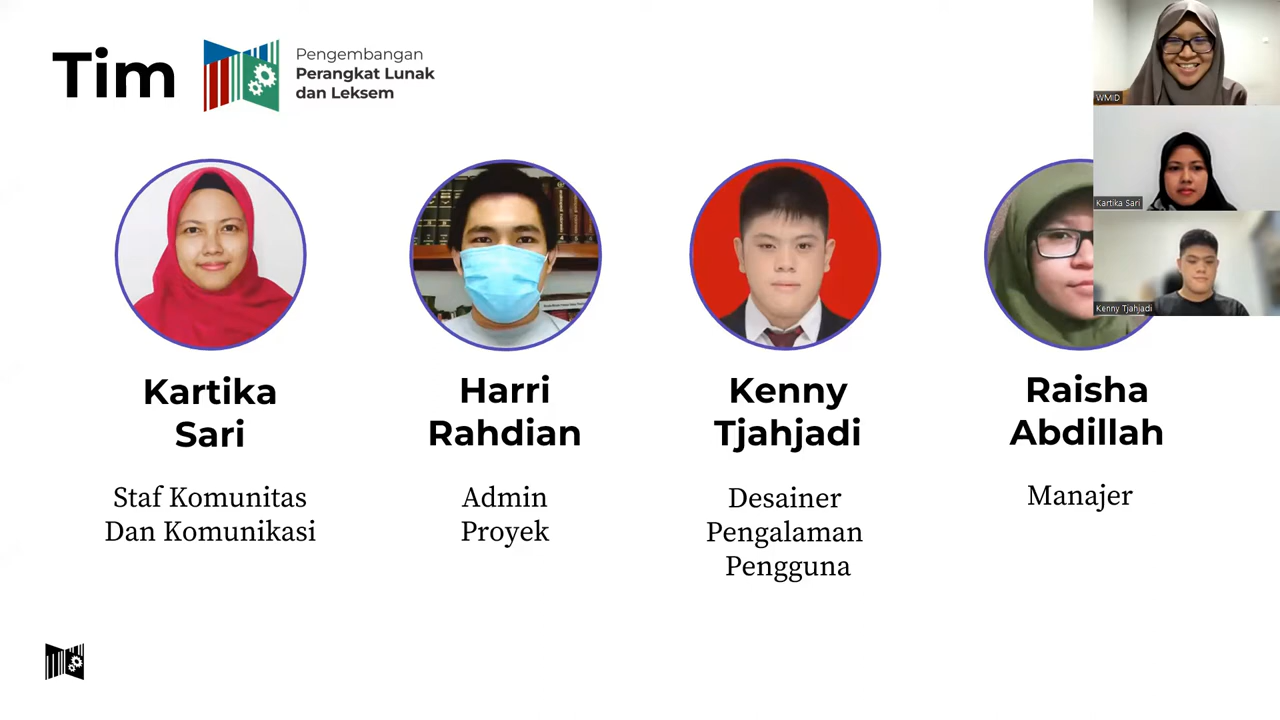 Tim
Pengembangan
Perangkat Lunak
dan Leksem
WMID
Kartika Sari
Kenny Tjahjadi
Kartika
Sari
Harri
Rahdian
Kenny
Tjahjadi
Raisha
Abdillah
Staf Komunitas
Dan Komunikasi
Admin
Proyek
Desainer
Pengalaman
Pengguna
Manajer